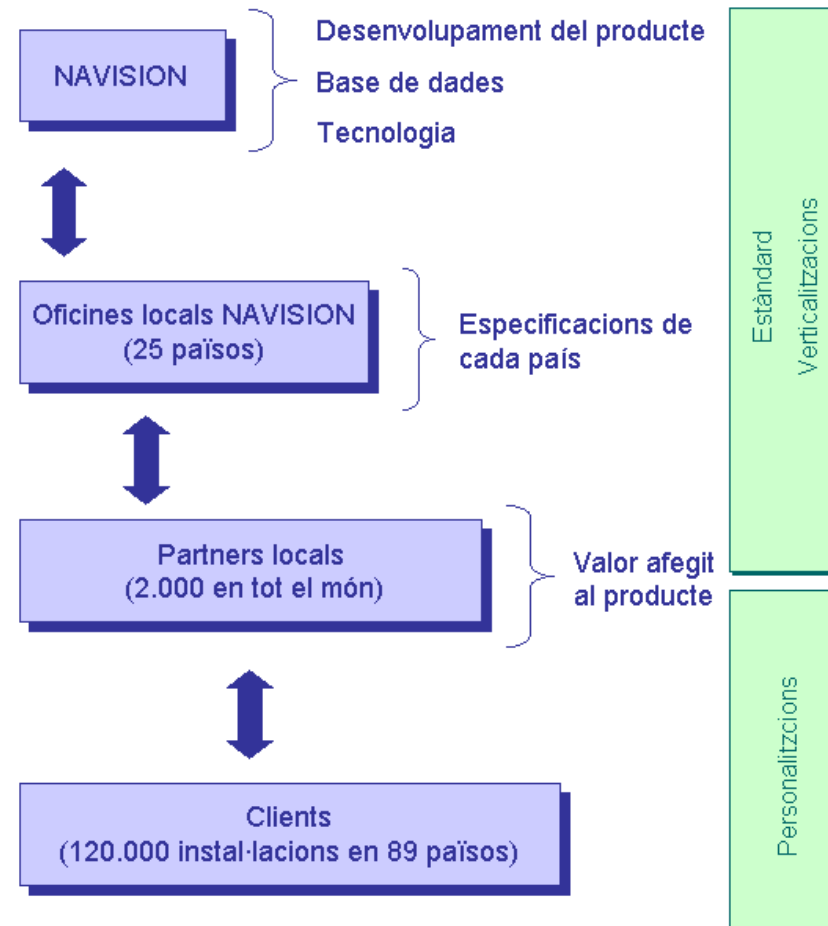 NAVISION
Desenvolupament del producte
Base de dades
Tecnologia
Oficines locals NAVISION
(25 països)
Especificacions de
cada país
Partners locals
(2.000 en tot el món)
Valor afegit
al producte
Clients
(120.000 instal·lacions en 89 països)
Estàndard
Verticalitzacions
Personalitzcions